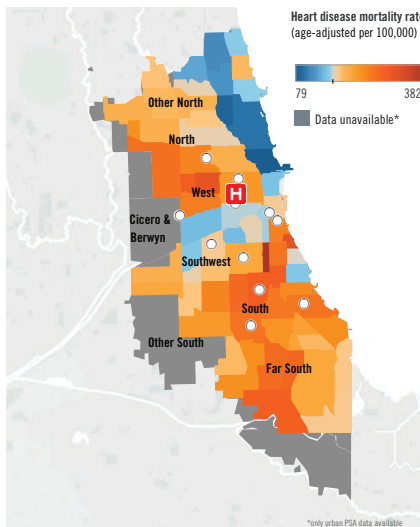 Heart disease mortality rate
(age-adjusted per 100,000)
79
382
Data unavailable*
Other North
North
West
H
Cicero &
Berwyn
Southwest
South
Other South
Far South
*only urban PSA data available